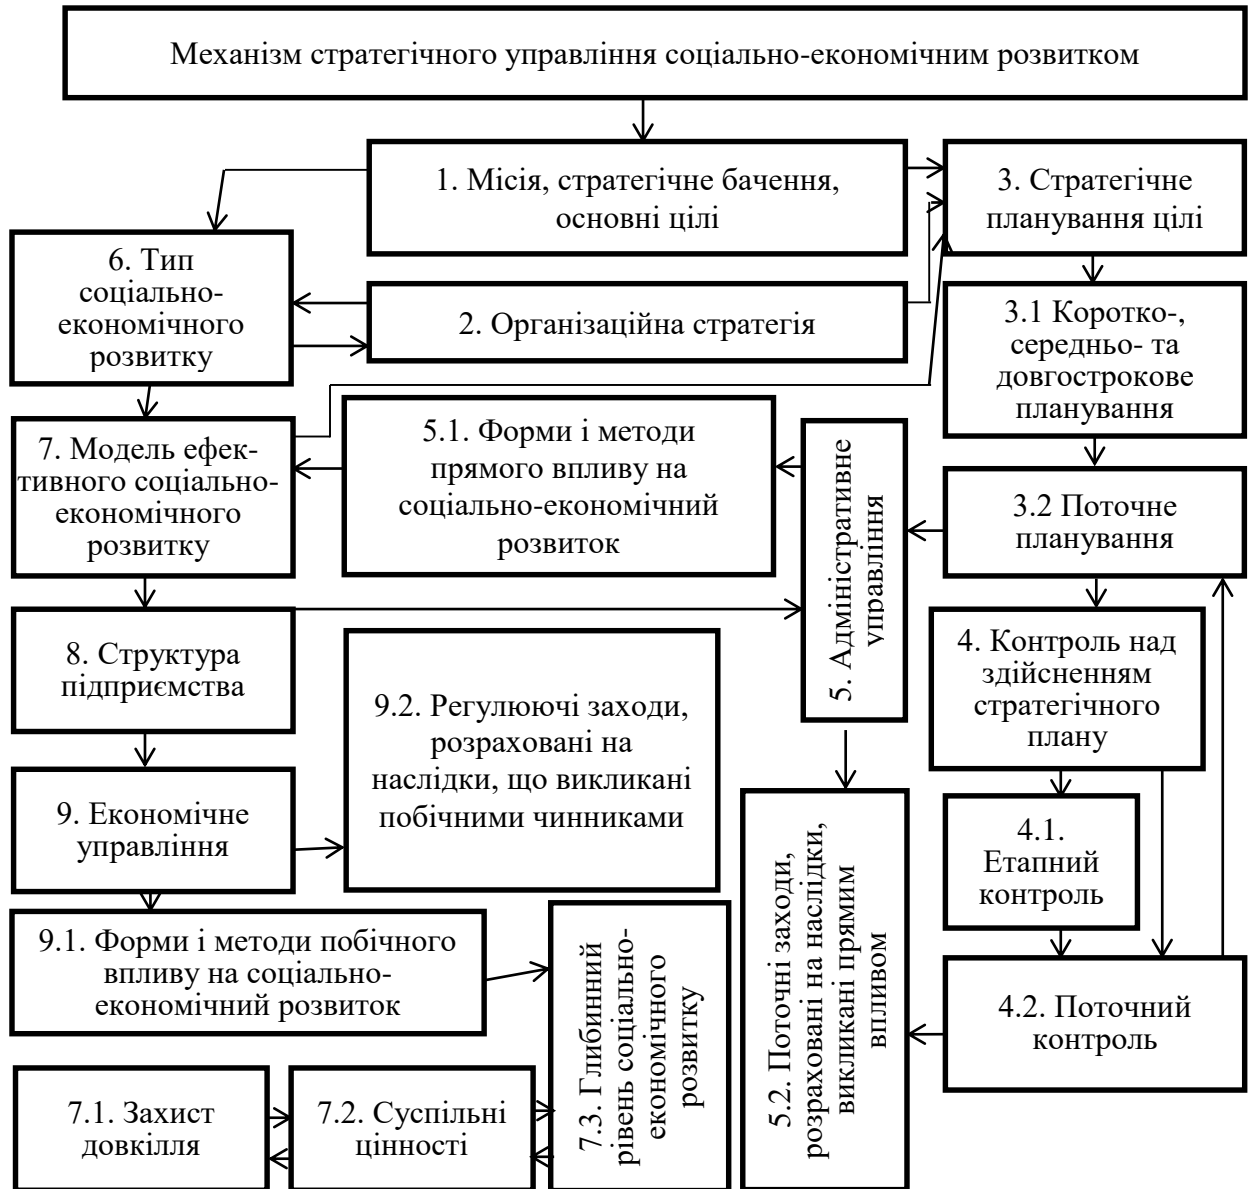 Механізм стратегічного управління соціально-економічним розвитком
1. Місія, стратегічне бачення,
основні цілі
3. Стратегічне
планування цілі
6. Тип
соціально-
економічного
розвитку
2. Організаційна стратегія
3.1 Коротко-,
середньо- та
довгострокове
планування
7. Модель ефек-
тивного соціально-
економічного
розвитку
5.1. Форми і методи
прямого впливу на
соціально-економічний
розвиток
5. Адміністративне
управління
3.2 Поточне
планування
8. Структура
підприємства
9.2. Регулюючі заходи,
розраховані на
наслідки, що викликані
побічними чинниками
4. Контроль над
здійсненням
стратегічного
плану
9. Економічне
управління
4.1.
Етапний
контроль
9.1. Форми і методи побічного
впливу на соціально-
економічний розвиток
7.3. Глибинний
рівень соціально-
економічного
розвитку
5.2. Поточні заходи,
розраховані на наслідки,
викликані прямим
впливом
4.2. Поточний
контроль
7.1. Захист
довкілля
7.2. Суспільні
цінності